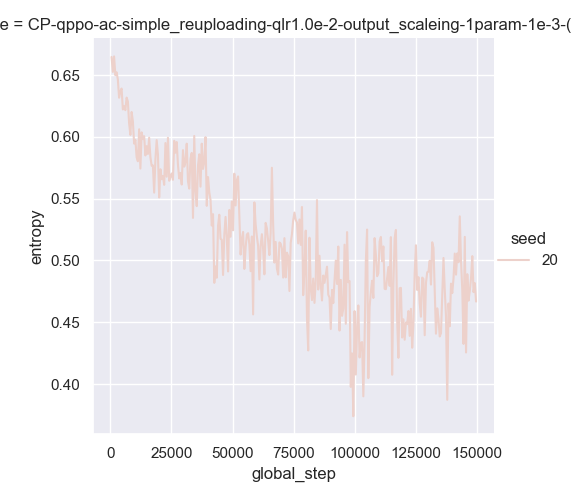 e = CP-qppo-ac-simple_reuploading-qlr1.0e-2-output_scaleing-1param-1e-3-(
0.65
0.60
0.55
0.50
0.45
0.40
entropy
0 25000 50000 75000 100000 125000 150000
global_step
seed
20